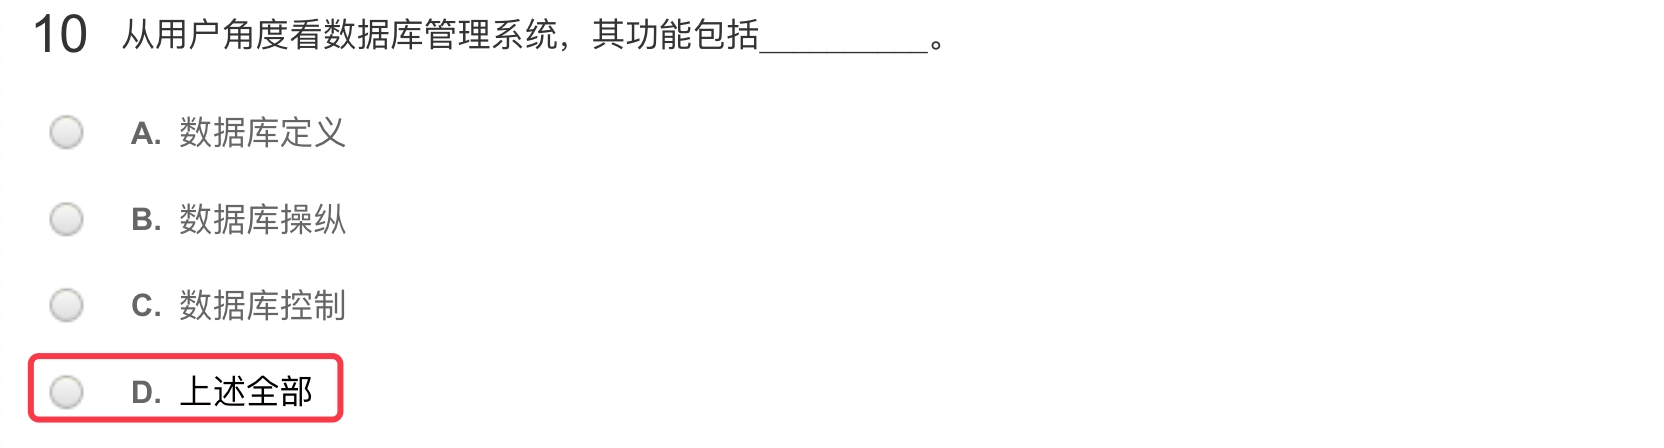 10 从用户角度看数据库管理系统，其功能包括__________。
A. 数据库定义
B. 数据库操纵
C. 数据库控制
D. 上述全部